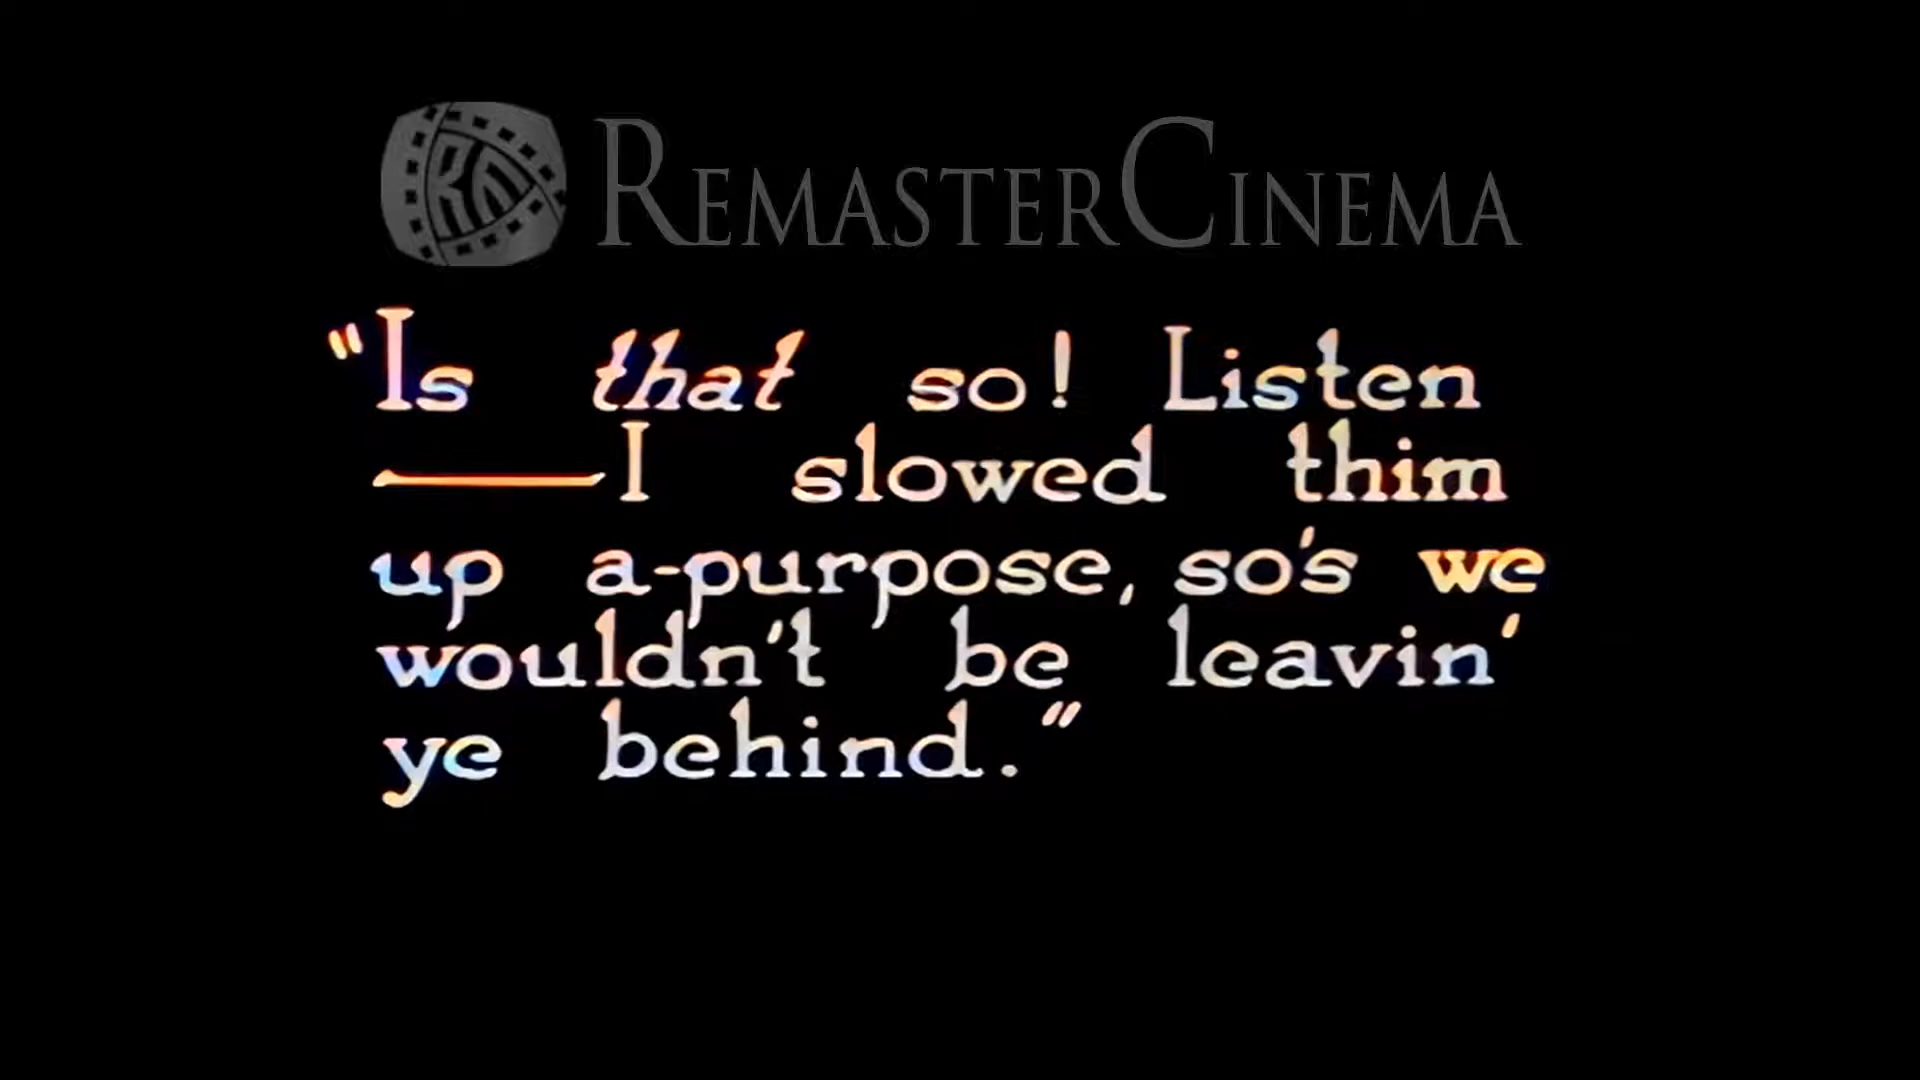 RemasterCinema
"Is that so! Listen
—I slowed thim
up a-purpose, so's we
wouldn't be leavin'
ye behind."